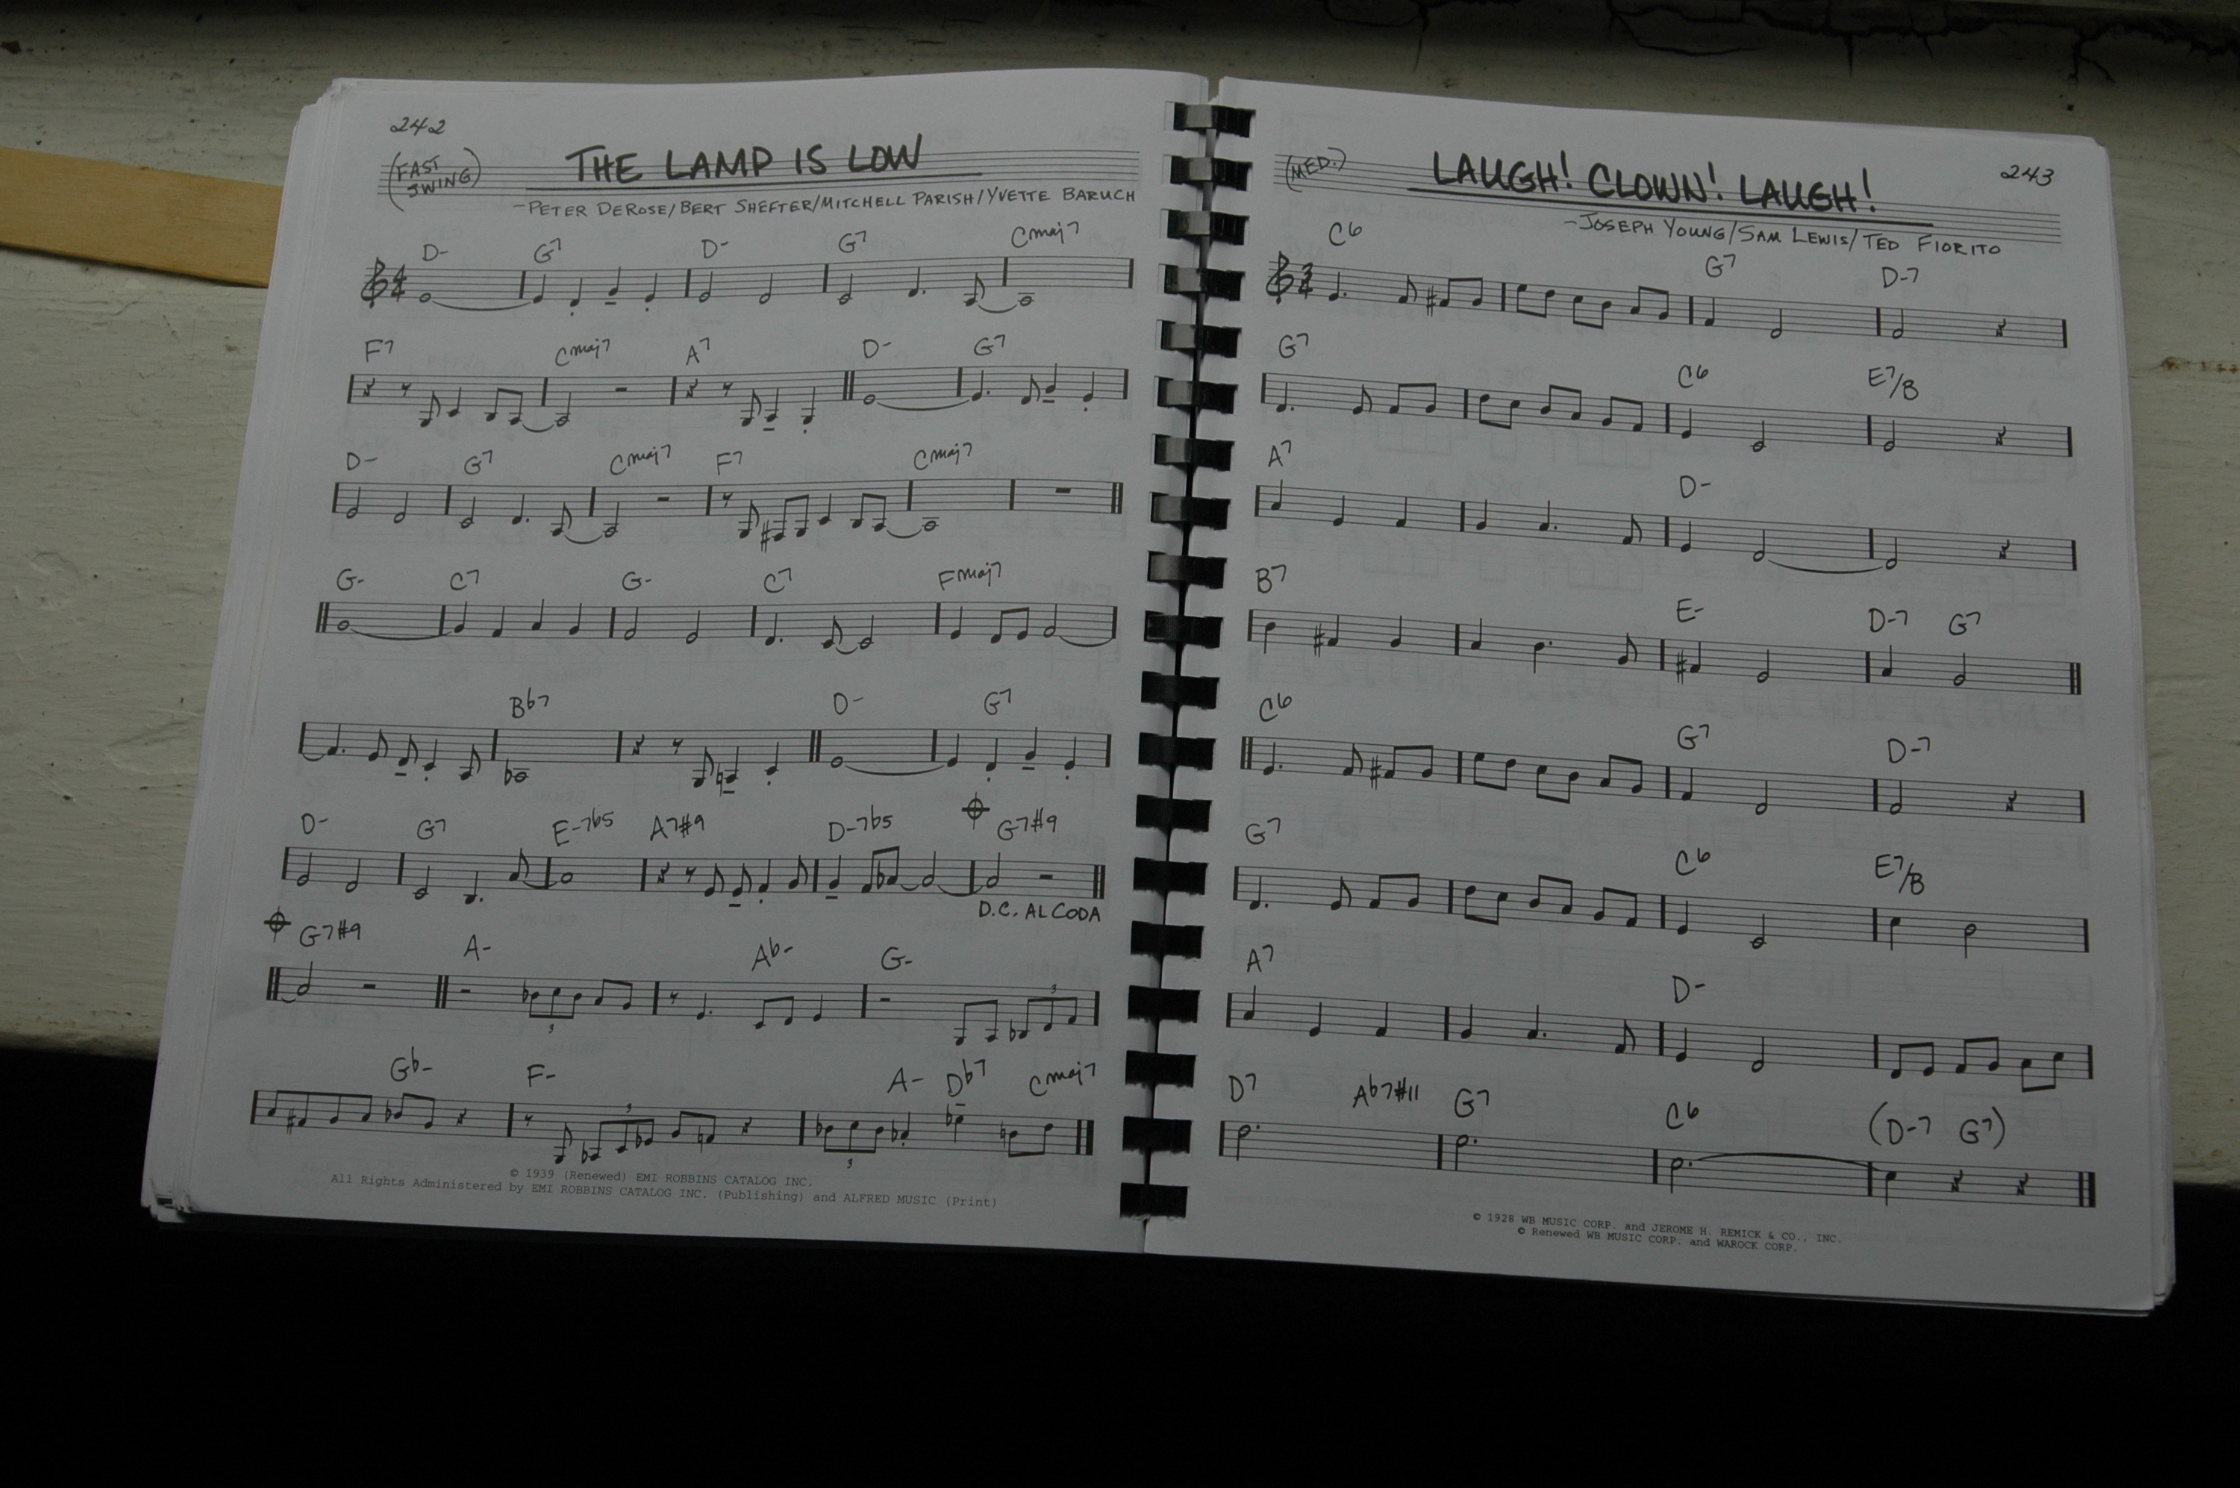 242
(FAST SWING)
THE LAMP IS LOW
-PETER DEROSE/BERT SHEFTER/MITCHELL PARISH/YVETTE BARUCH
D- G7 D- G7 Cmaj7
F7 Cmaj7 A7 D- G7
D- G7 Cmaj7 F7 Cmaj7
G- C7 G- C7 Fmaj7
Bb7 D- G7
D- G7 E-7b5 A7#9 D-7b5 G7#9
D.C. AL CODA
G7#9 A- Ab- G-
3 3
Gb- F- A- Db7 Cmaj7
3 3
© 1939 (Renewed) EMI ROBBINS CATALOG INC.
All Rights Administered by EMI ROBBINS CATALOG INC. (Publishing) and ALFRED MUSIC (Print)
243
(MED.)
LAUGH! CLOWN! LAUGH!
-JOSEPH YOUNG/SAM LEWIS/TED FIORITO
C6 G7 D-7
G7 C6 E7/B
A7 D-
B7 E- D-7 G7
C6 G7 D-7
G7 C6 E7/B
A7 D-
D7 Ab7#11 G7 C6 (D-7 G7)
© 1928 WB MUSIC CORP. and JEROME H. REMICK & CO., INC.
© Renewed WB MUSIC CORP. and WAROCK CORP.